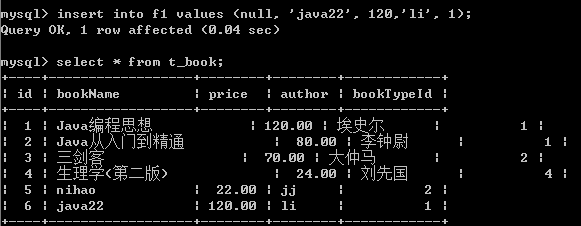 mysql> insert into f1 values (null, 'java22', 120,'li', 1);
Query OK, 1 row affected (0.04 sec)
mysql> select * from t_book;
+----+--------------------+--------+--------+------------+
| id | bookName           | price  | author | bookTypeId |
+----+--------------------+--------+--------+------------+
|  1 | Java编程思想           | 120.00 | 埃史尔       |          1 |
|  2 | Java从入门到精通          |  80.00 | 李钟尉       |          1 |
|  3 | 三剑客               |  70.00 | 大仲马       |          2 |
|  4 | 生理学(第二版)            |  24.00 | 刘先国       |          4 |
|  5 | nihao              |  22.00 | jj     |          2 |
|  6 | java22             | 120.00 | li     |          1 |
+----+--------------------+--------+--------+------------+